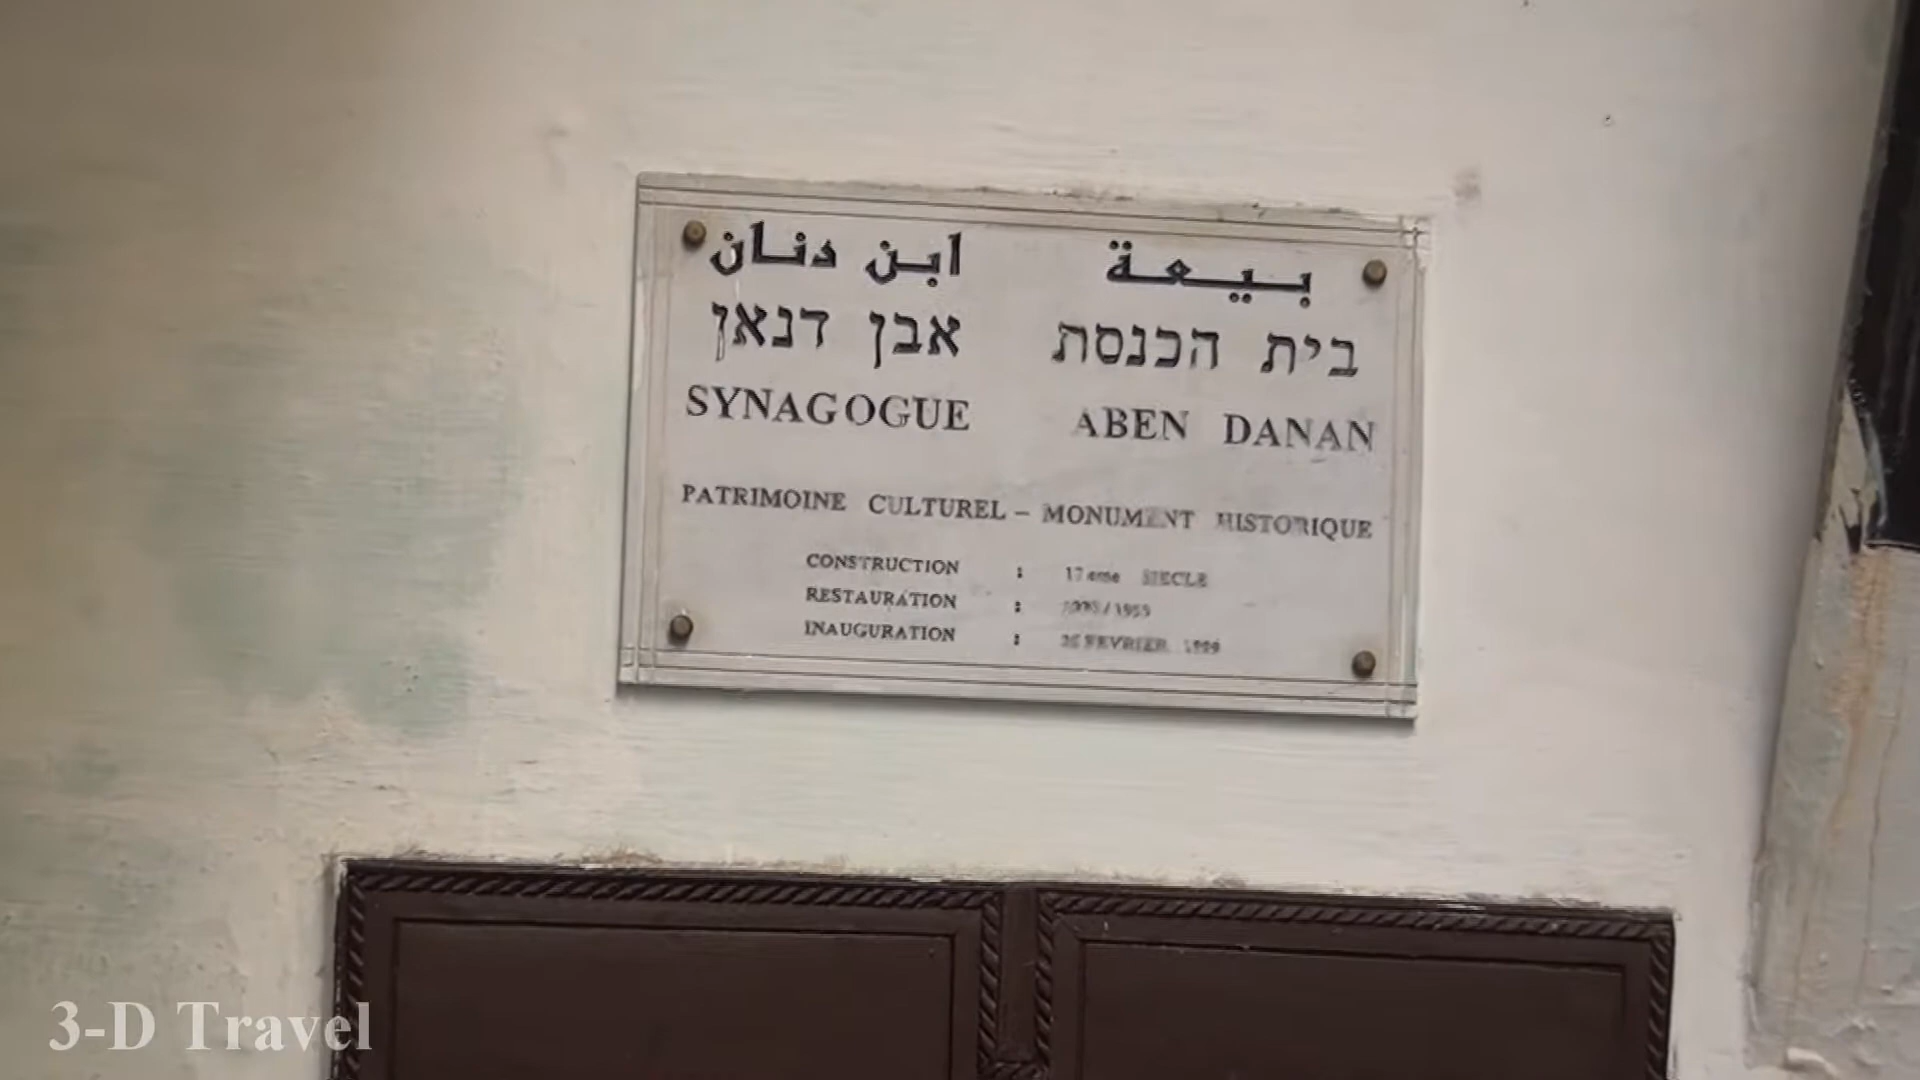 بيعة ابن دنان
בית הכנסת אבן דנאן
SYNAGOGUE ABEN DANAN
PATRIMOINE CULTUREL – MONUMENT HISTORIQUE
CONSTRUCTION : 17eme SIECLE
RESTAURATION :
INAUGURATION : FEVRIER 1999
3-D Travel